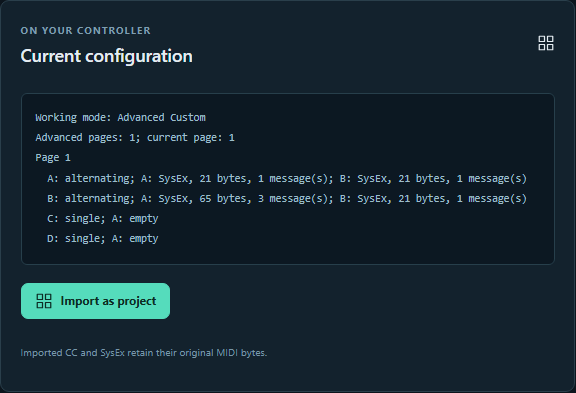 ON YOUR CONTROLLER
Current configuration
Working mode: Advanced Custom
Advanced pages: 1; current page: 1
Page 1
A: alternating; A: SysEx, 21 bytes, 1 message(s); B: SysEx, 21 bytes, 1 message(s)
B: alternating; A: SysEx, 65 bytes, 3 message(s); B: SysEx, 21 bytes, 1 message(s)
C: single; A: empty
D: single; A: empty
Import as project
Imported CC and SysEx retain their original MIDI bytes.